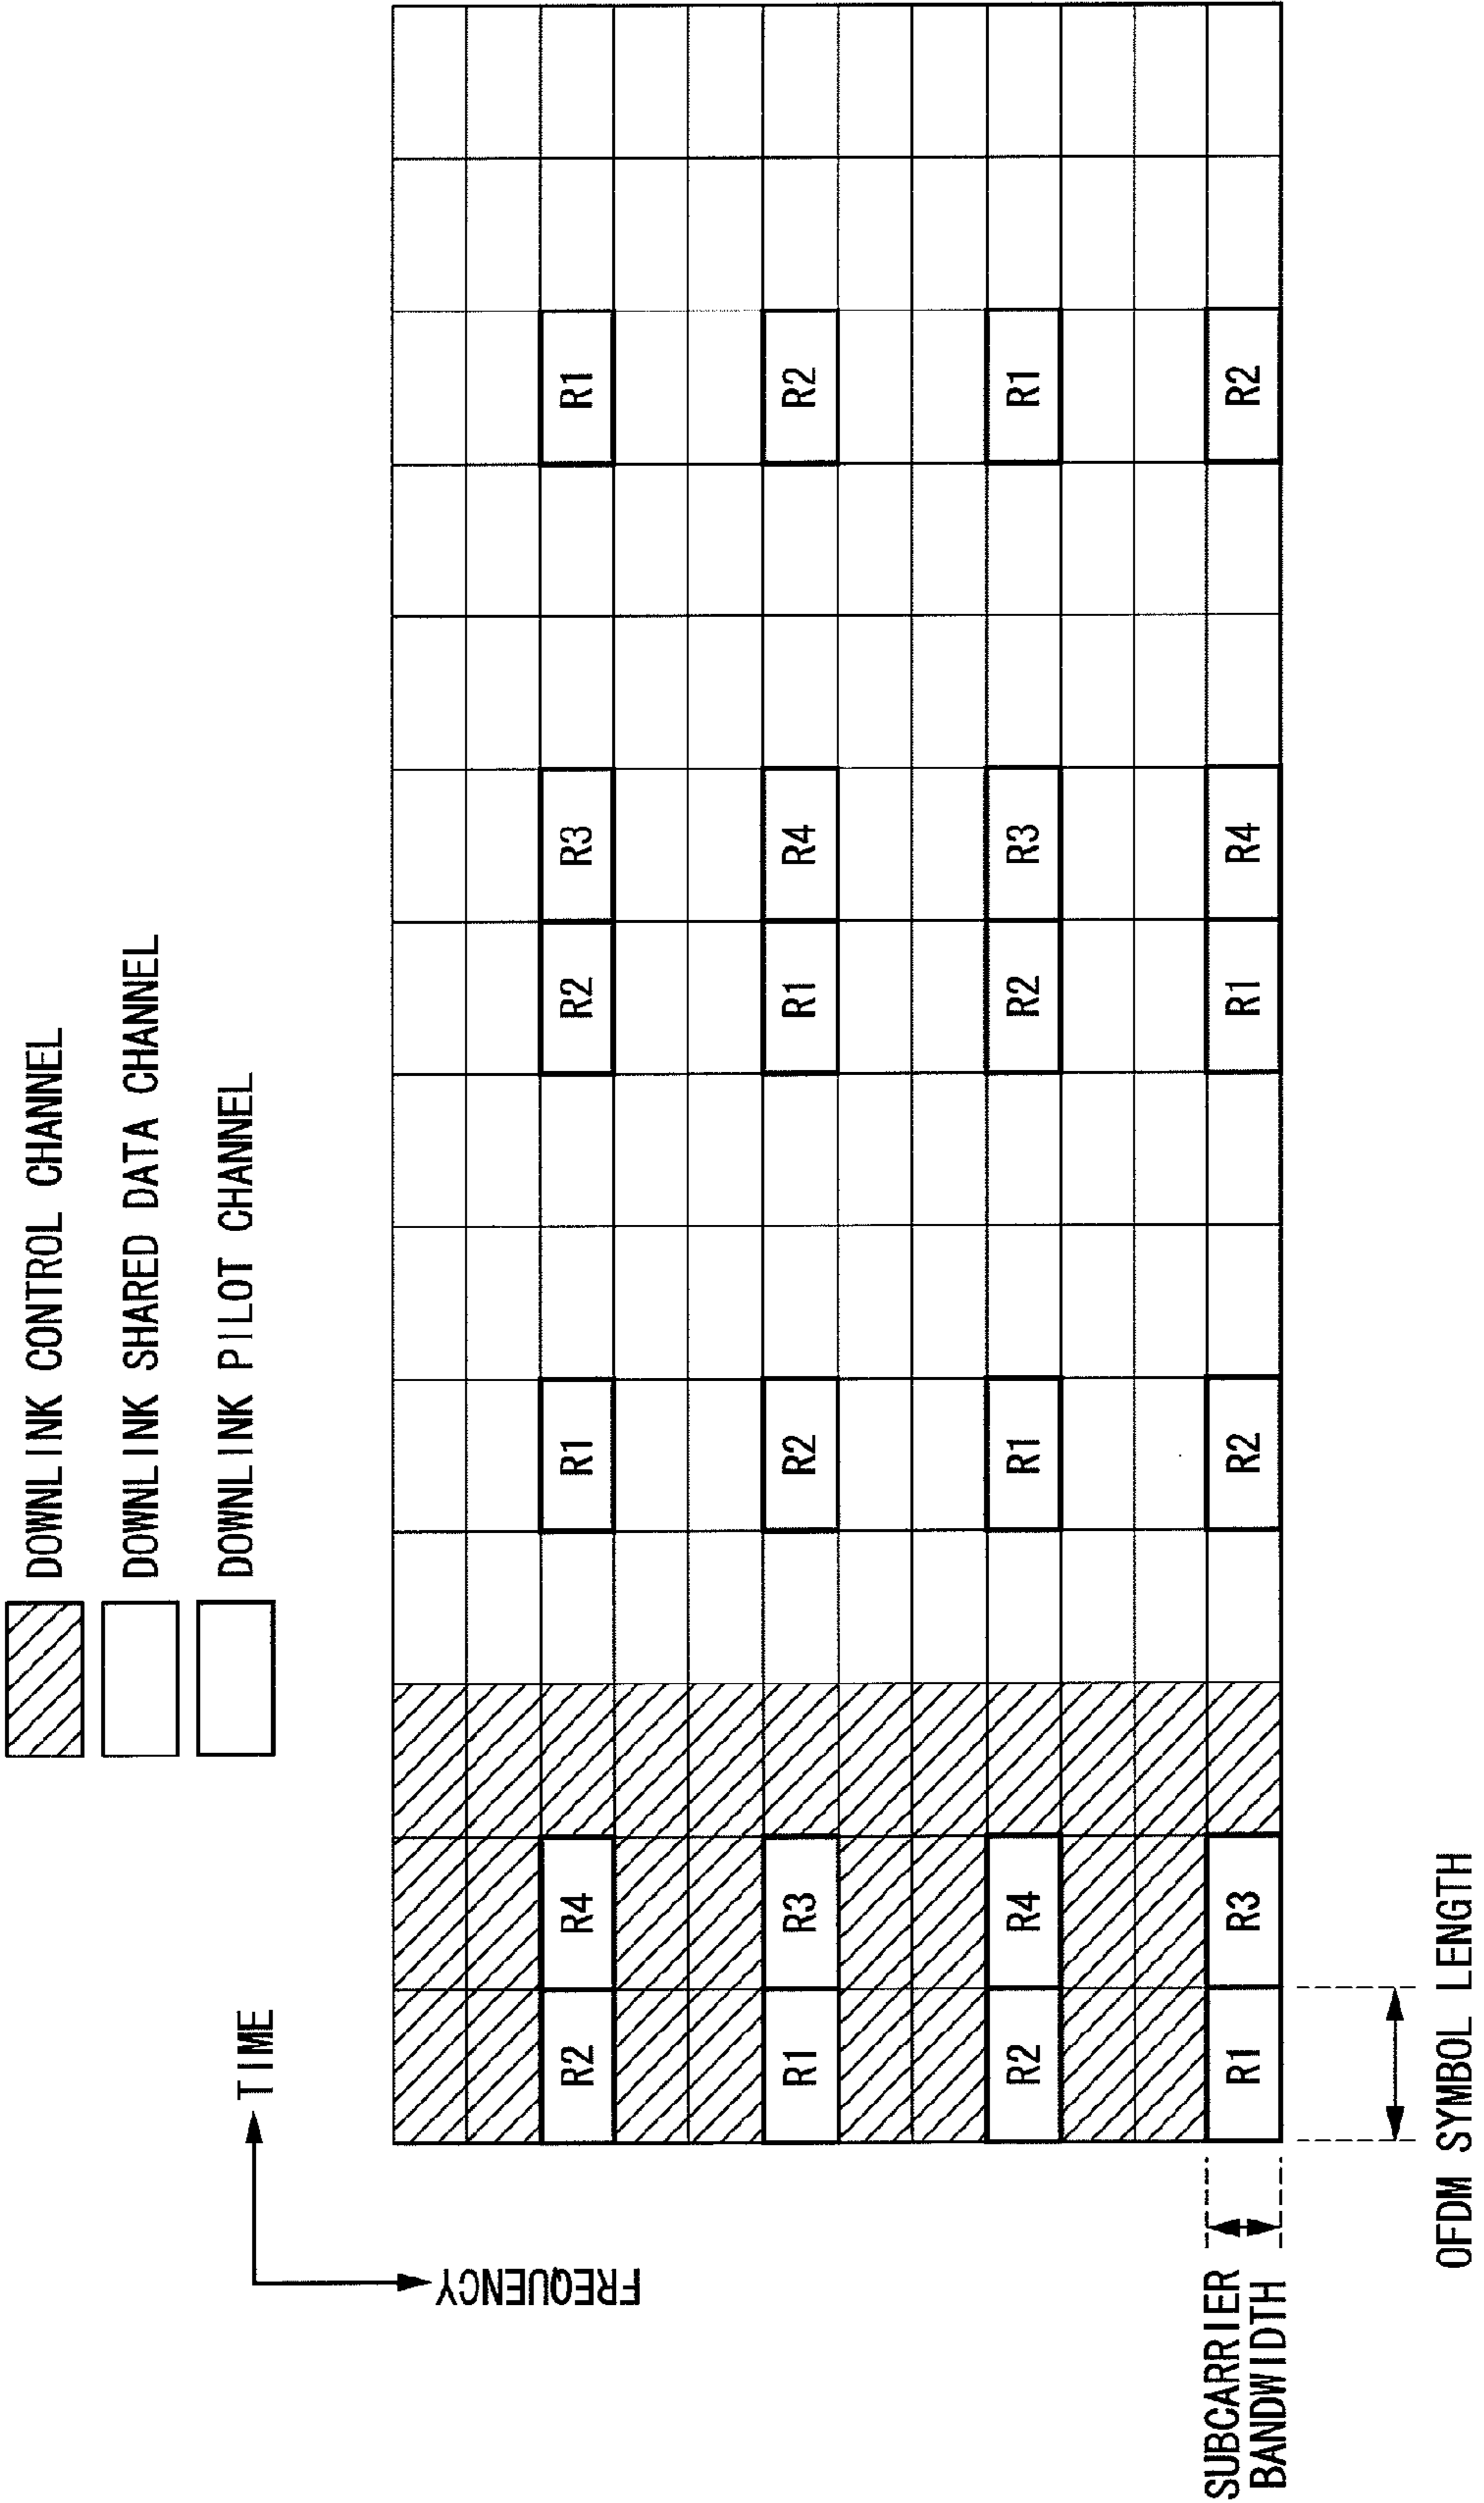 DOWNLINK CONTROL CHANNEL
DOWNLINK SHARED DATA CHANNEL
DOWNLINK PILOT CHANNEL
TIME
FREQUENCY
R2 R4 R1 R2 R3 R1
R1 R3 R2 R1 R4 R2
R2 R4 R1 R2 R3 R1
R1 R3 R2 R1 R4 R2
SUBCARRIER
BANDWIDTH
OFDM SYMBOL LENGTH